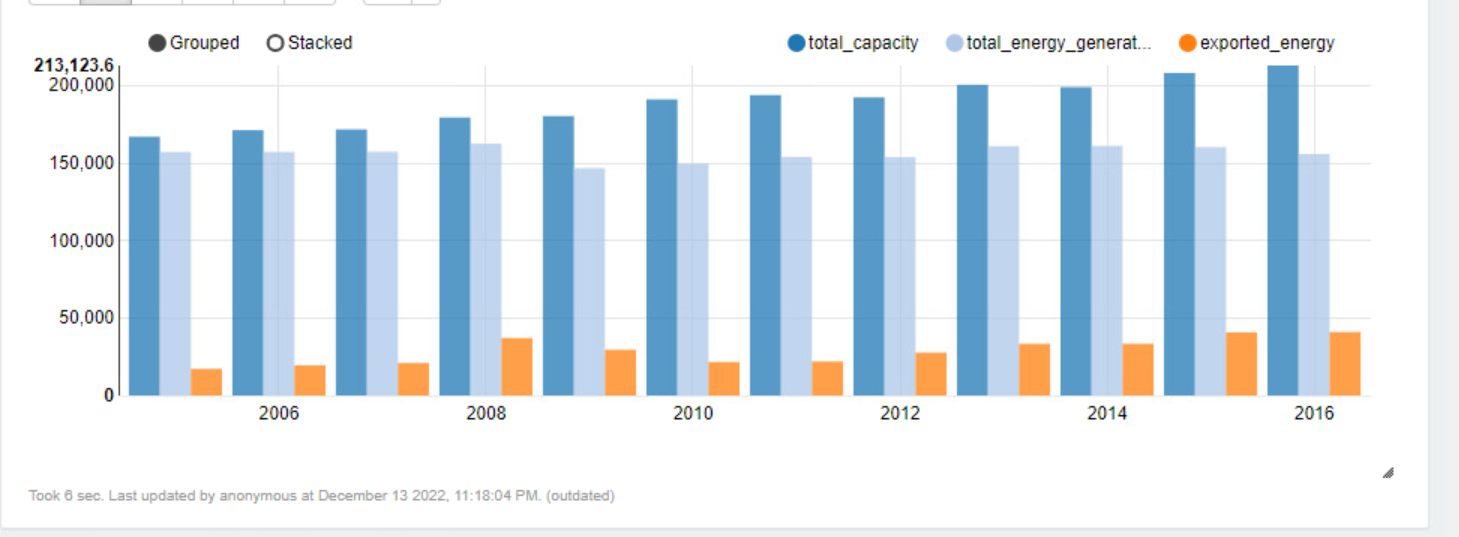 Grouped Stacked total_capacity total_energy_generat... exported_energy
213,123.6
200,000
150,000
100,000
50,000
0
2006 2008 2010 2012 2014 2016
Took 6 sec. Last updated by anonymous at December 13 2022, 11:18:04 PM. (outdated)